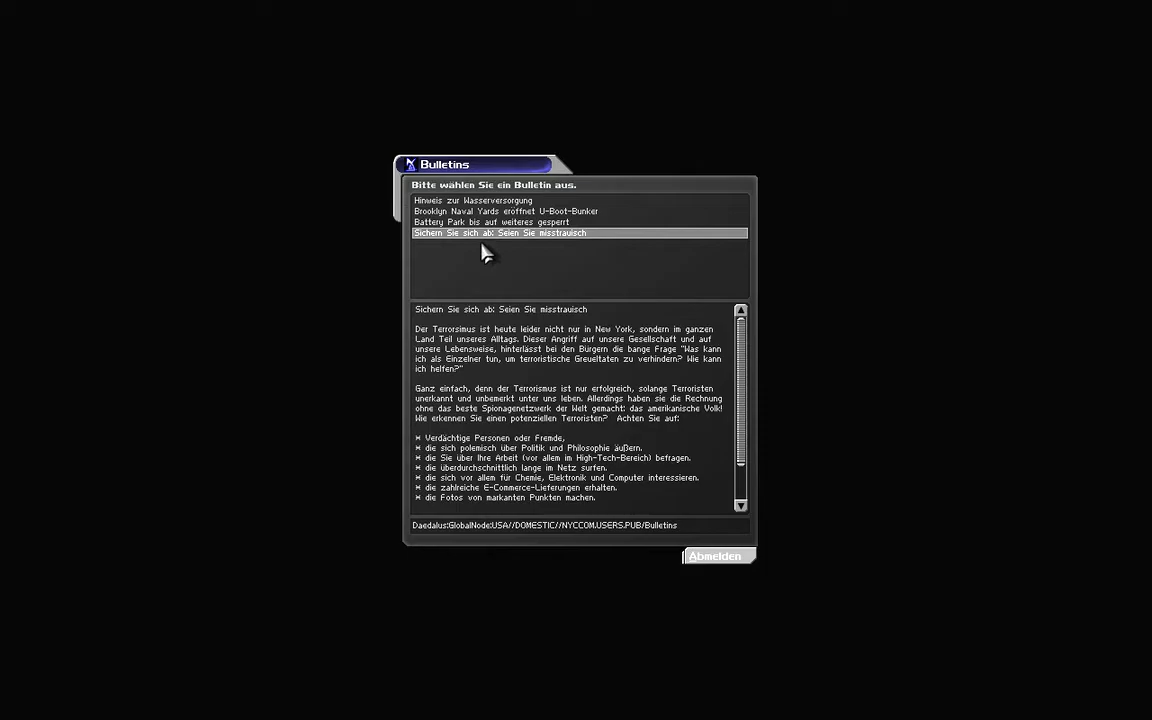 Bulletins
Bitte wählen Sie ein Bulletin aus.
Hinweis zur Wasserversorgung
Brooklyn Naval Yards eröffnet U-Boot-Bunker
Battery Park bis auf weiteres gesperrt
Sichern Sie sich ab: Seien Sie misstrauisch
Sichern Sie sich ab: Seien Sie misstrauisch
Der Terrorsimus ist heute leider nicht nur in New York, sondern im ganzen
Land Teil unseres Alltags. Dieser Angriff auf unsere Gesellschaft und auf
unsere Lebensweise, hinterlässt bei den Bürgern die bange Frage "Was kann
ich als Einzelner tun, um terroristische Greueltaten zu verhindern? Wie kann
ich helfen?"
Ganz einfach, denn der Terrorismus ist nur erfolgreich, solange Terroristen
unerkannt und unbemerkt unter uns leben. Allerdings haben sie die Rechnung
ohne das beste Spionagenetzwerk der Welt gemacht: das amerikanische Volk!
Wie erkennen Sie einen potenziellen Terroristen? Achten Sie auf:
* Verdächtige Personen oder Fremde,
* die sich polemisch über Politik und Philosophie äußern.
* die Sie über Ihre Arbeit (vor allem im High-Tech-Bereich) befragen.
* die überdurchschnittlich lange im Netz surfen.
* die sich vor allem für Chemie, Elektronik und Computer interessieren.
* die zahlreiche E-Commerce-Lieferungen erhalten.
* die Fotos von markanten Punkten machen.
Daedalus:GlobalNode:USA//DOMESTIC//NYCCOM.USERS.PUB/Bulletins
Abmelden